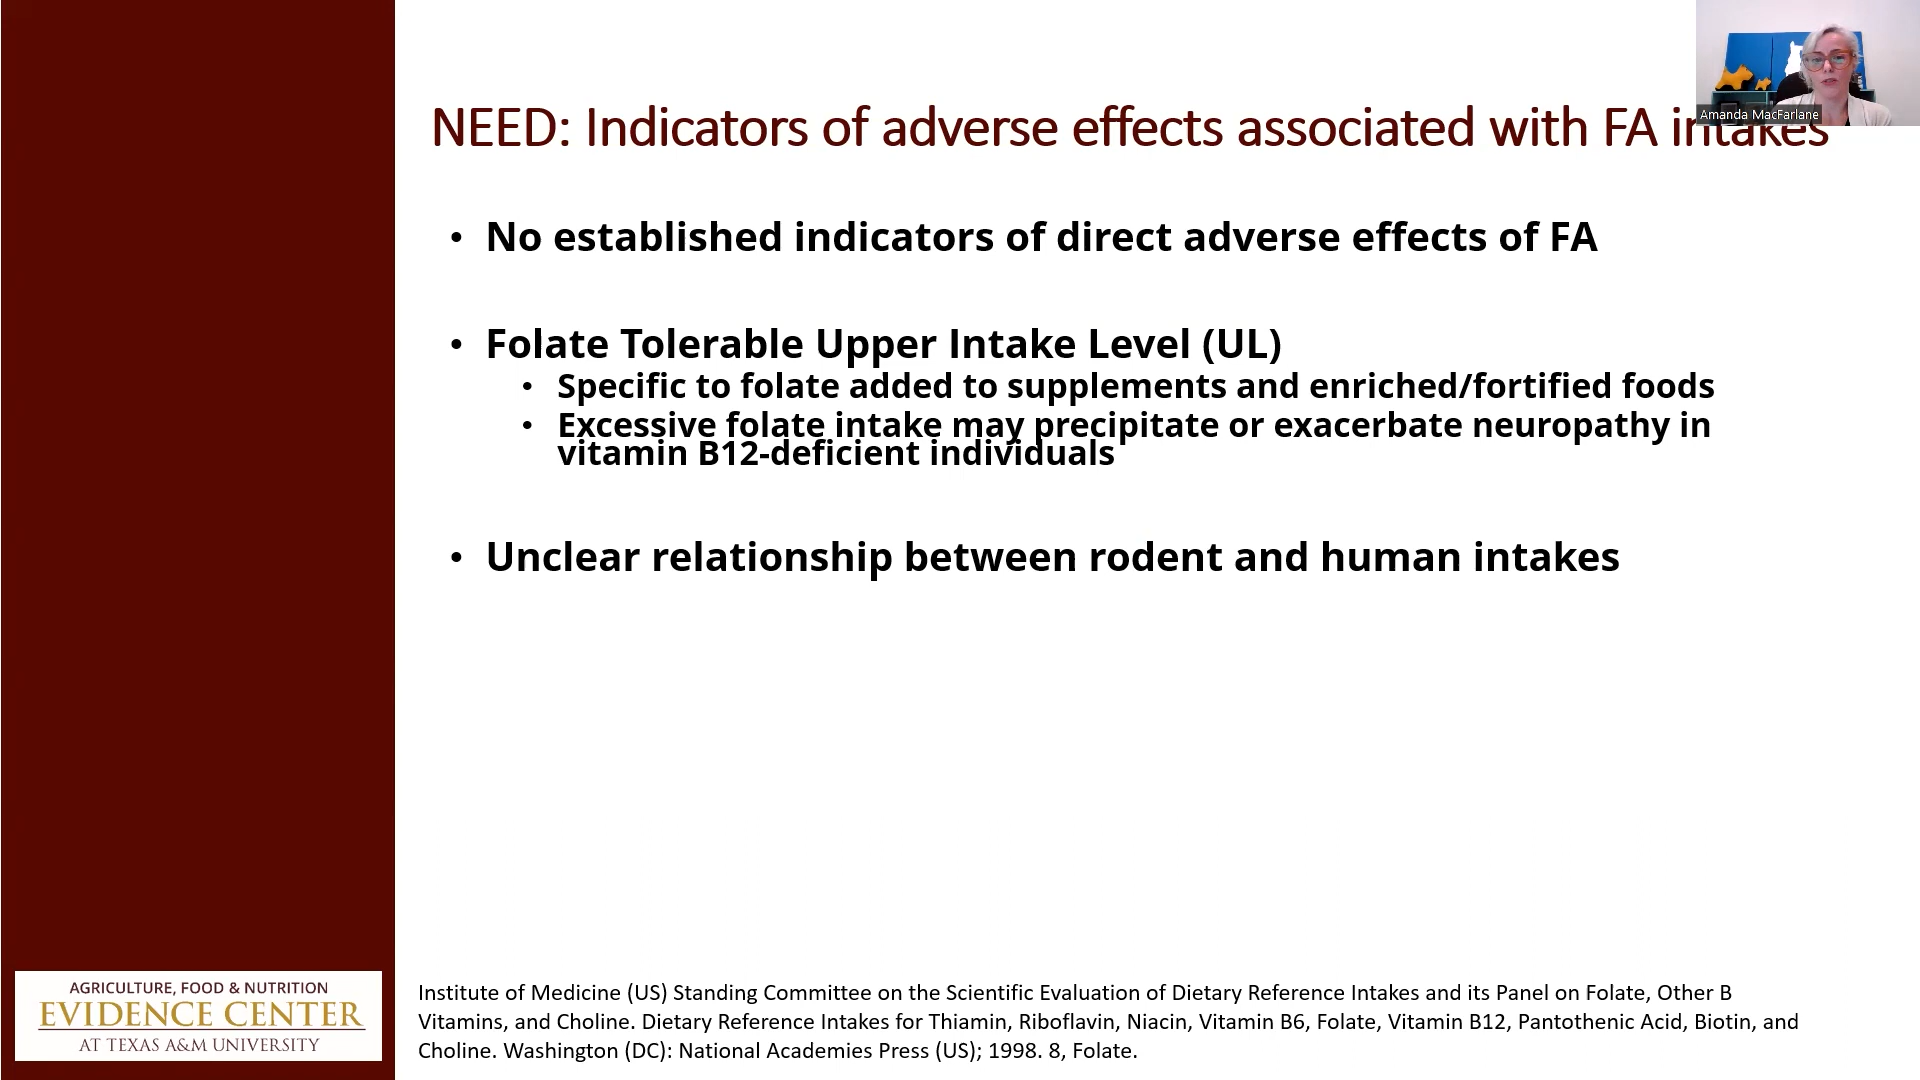 Amanda MacFarlane
NEED: Indicators of adverse effects associated with FA intakes
• No established indicators of direct adverse effects of FA
• Folate Tolerable Upper Intake Level (UL)
• Specific to folate added to supplements and enriched/fortified foods
• Excessive folate intake may precipitate or exacerbate neuropathy in
vitamin B12-deficient individuals
• Unclear relationship between rodent and human intakes
AGRICULTURE, FOOD & NUTRITION
EVIDENCE CENTER
AT TEXAS A&M UNIVERSITY
Institute of Medicine (US) Standing Committee on the Scientific Evaluation of Dietary Reference Intakes and its Panel on Folate, Other B
Vitamins, and Choline. Dietary Reference Intakes for Thiamin, Riboflavin, Niacin, Vitamin B6, Folate, Vitamin B12, Pantothenic Acid, Biotin, and
Choline. Washington (DC): National Academies Press (US); 1998. 8, Folate.